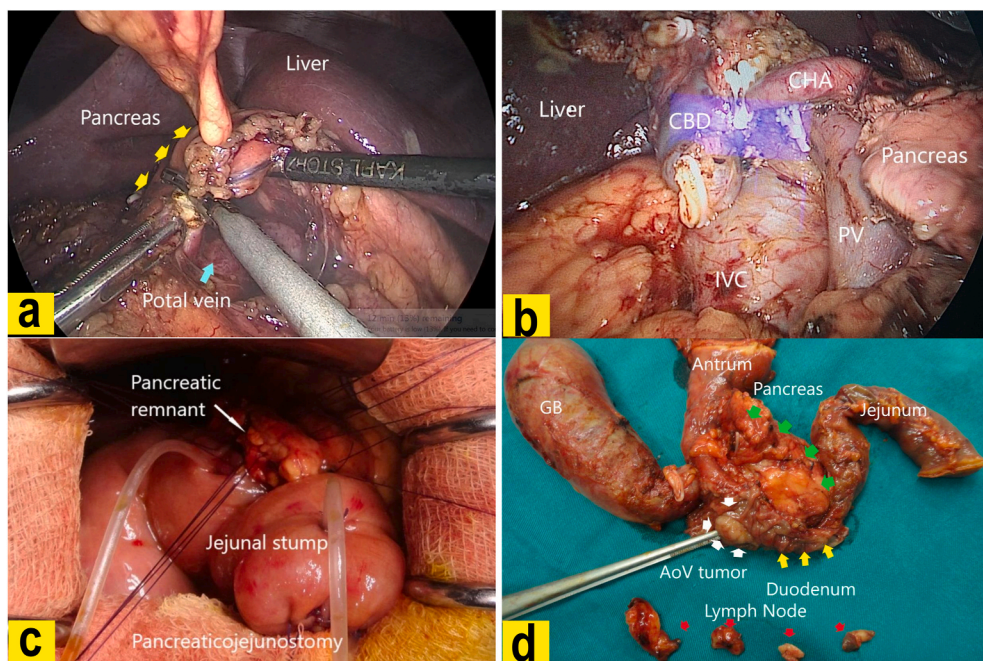 Liver
Pancreas
KARL STORZ
Potal vein
a
CHA
Liver
CBD
Pancreas
PV
IVC
b
Pancreatic
remnant
Jejunal stump
Pancreaticojejunostomy
c
Antrum
Pancreas
GB
Jejunum
AoV tumor
Duodenum
Lymph Node
d